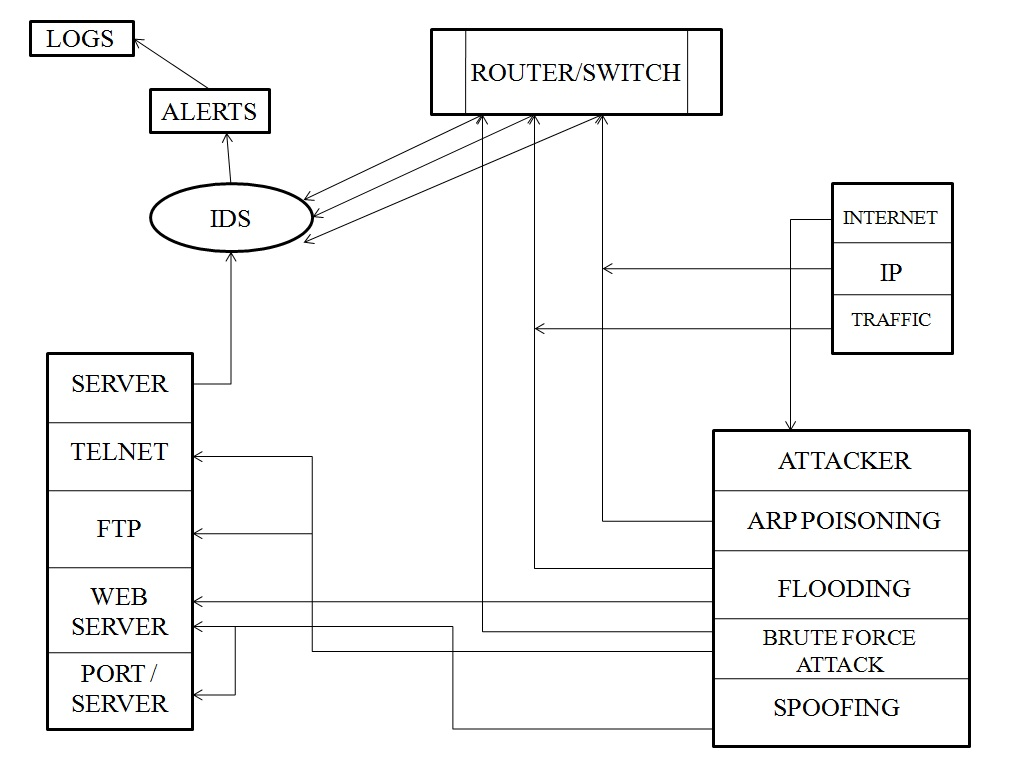 LOGS
ROUTER/SWITCH
ALERTS
IDS
INTERNET
IP
TRAFFIC
SERVER
TELNET
FTP
WEB
SERVER
PORT /
SERVER
ATTACKER
ARP POISONING
FLOODING
BRUTE FORCE
ATTACK
SPOOFING